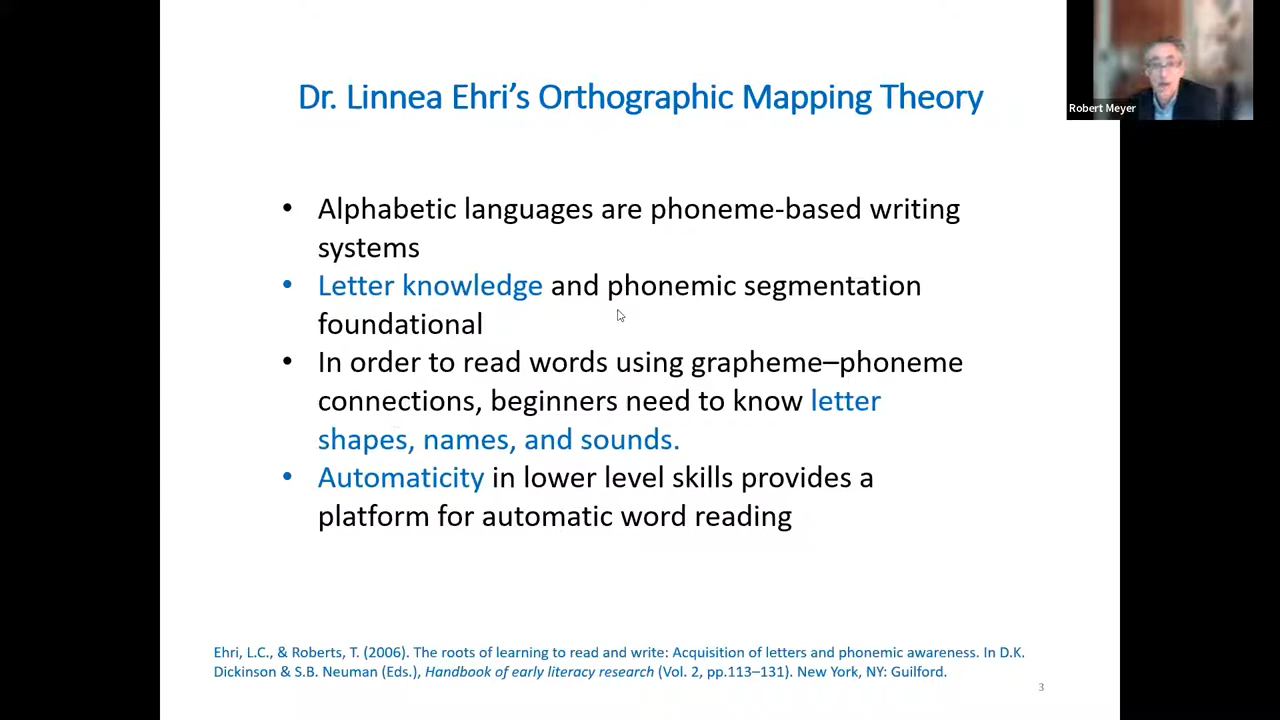 Dr. Linnea Ehri's Orthographic Mapping Theory
Robert Meyer
• Alphabetic languages are phoneme-based writing
systems
• Letter knowledge and phonemic segmentation
foundational
• In order to read words using grapheme–phoneme
connections, beginners need to know letter
shapes, names, and sounds.
• Automaticity in lower level skills provides a
platform for automatic word reading
Ehri, L.C., & Roberts, T. (2006). The roots of learning to read and write: Acquisition of letters and phonemic awareness. In D.K.
Dickinson & S.B. Neuman (Eds.), Handbook of early literacy research (Vol. 2, pp.113–131). New York, NY: Guilford.
3